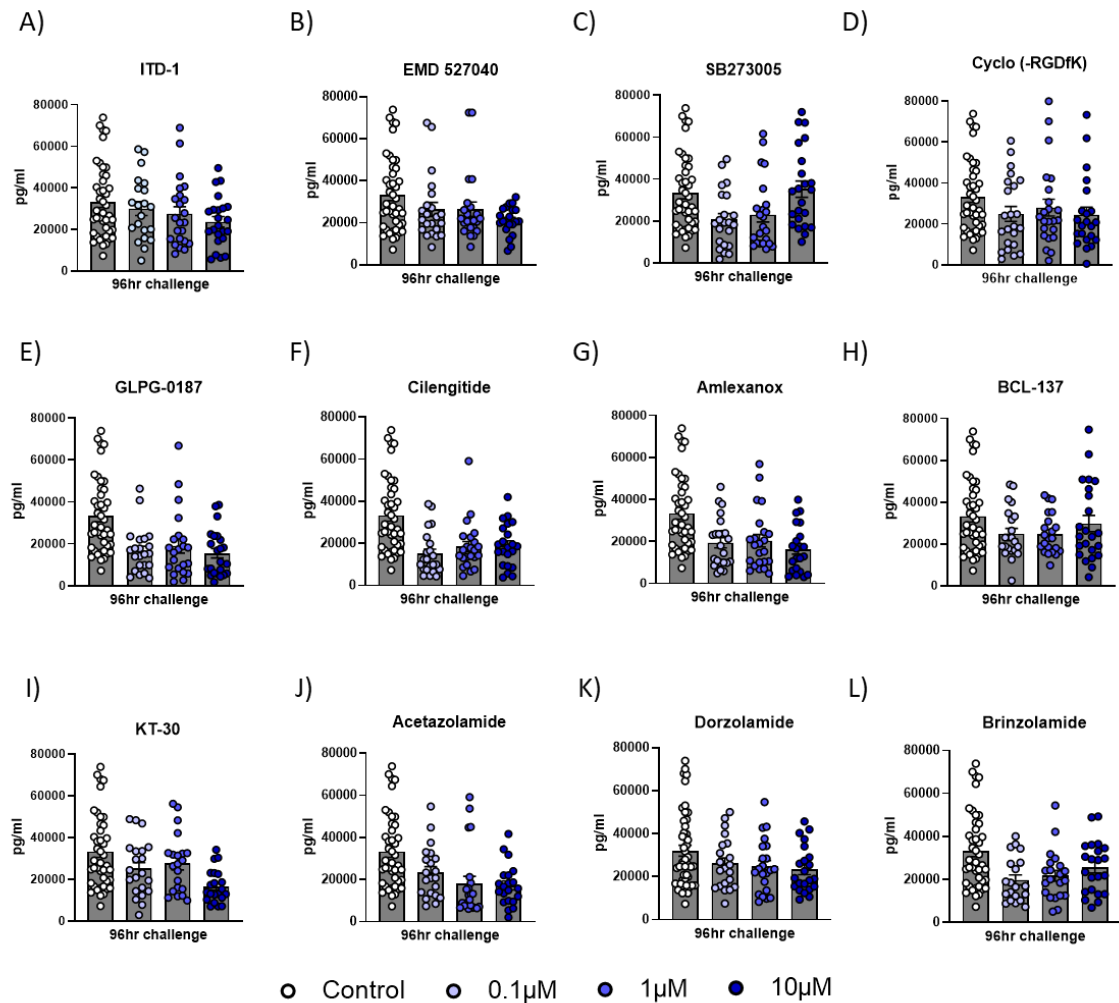 A)
ITD-1
80000
60000
40000
20000
0
pg/ml
96hr challenge
B)
EMD 527040
80000
60000
40000
20000
0
pg/ml
96hr challenge
C)
SB273005
80000
60000
40000
20000
0
pg/ml
96hr challenge
D)
Cyclo (-RGDfK)
80000
60000
40000
20000
0
pg/ml
96hr challenge
E)
GLPG-0187
80000
60000
40000
20000
0
pg/ml
96hr challenge
F)
Cilengitide
80000
60000
40000
20000
0
pg/ml
96hr challenge
G)
Amlexanox
80000
60000
40000
20000
0
pg/ml
96hr challenge
H)
BCL-137
80000
60000
40000
20000
0
pg/ml
96hr challenge
I)
KT-30
80000
60000
40000
20000
0
pg/ml
96hr challenge
J)
Acetazolamide
80000
60000
40000
20000
0
pg/ml
96hr challenge
K)
Dorzolamide
80000
60000
40000
20000
0
pg/ml
96hr challenge
L)
Brinzolamide
80000
60000
40000
20000
0
pg/ml
96hr challenge
Control 0.1µM 1µM 10µM